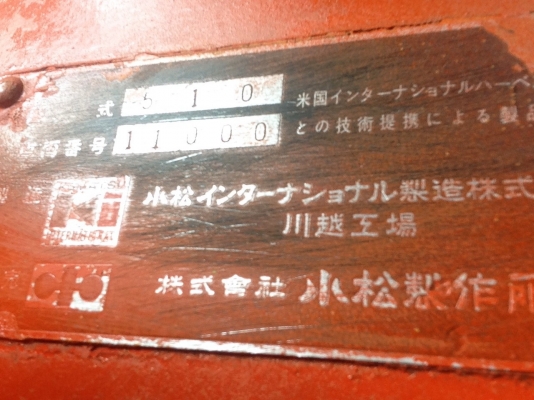 式 510 米国インターナショナルハーベ
番号 11000 との技術提携による製品
小松インターナショナル製造株式
川越工場
株式會社 小松製作所